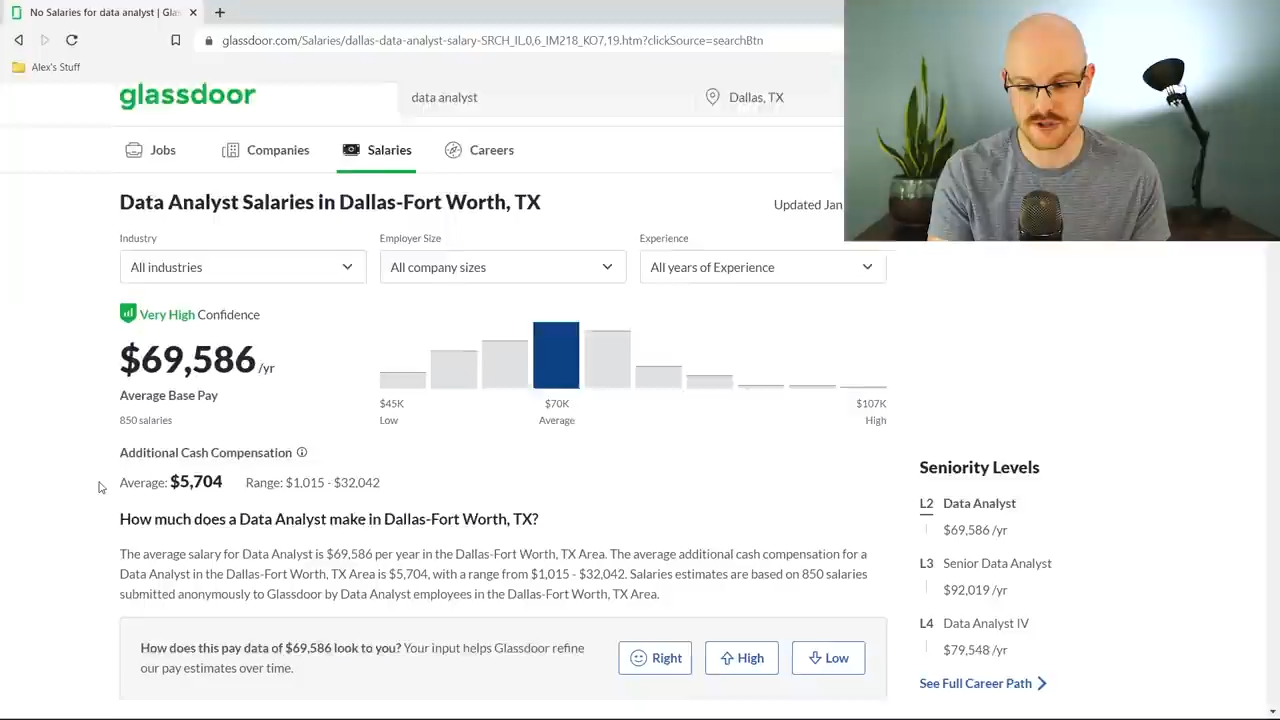 No Salaries for data analyst | Glas
Alex's Stuff
glassdoor.com/Salaries/dallas-data-analyst-salary-SRCH_IL.0,6_IM218_KO7,19.htm?clickSource=searchBtn
glassdoor
data analyst
Dallas, TX
Jobs
Companies
Salaries
Careers
Data Analyst Salaries in Dallas-Fort Worth, TX
Updated Jan
Industry
Employer Size
Experience
All industries
All company sizes
All years of Experience
Very High Confidence
$69,586 /yr
Average Base Pay
850 salaries
$45K
Low
$70K
Average
$107K
High
Additional Cash Compensation
Average: $5,704 Range: $1,015 - $32,042
How much does a Data Analyst make in Dallas-Fort Worth, TX?
The average salary for Data Analyst is $69,586 per year in the Dallas-Fort Worth, TX Area. The average additional cash compensation for a
Data Analyst in the Dallas-Fort Worth, TX Area is $5,704, with a range from $1,015 - $32,042. Salaries estimates are based on 850 salaries
submitted anonymously to Glassdoor by Data Analyst employees in the Dallas-Fort Worth, TX Area.
How does this pay data of $69,586 look to you? Your input helps Glassdoor refine
our pay estimates over time.
Right
High
Low
Seniority Levels
L2 Data Analyst
$69,586 /yr
L3 Senior Data Analyst
$92,019 /yr
L4 Data Analyst IV
$79,548 /yr
See Full Career Path